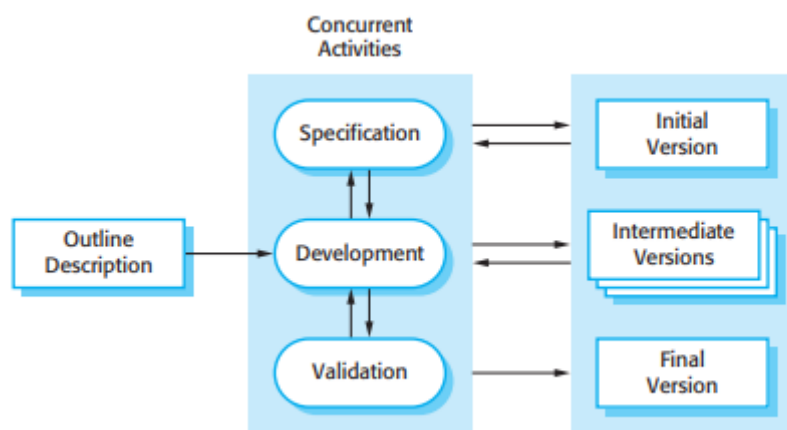 Concurrent
Activities
Specification
Initial
Version
Outline
Description
Development
Intermediate
Versions
Validation
Final
Version